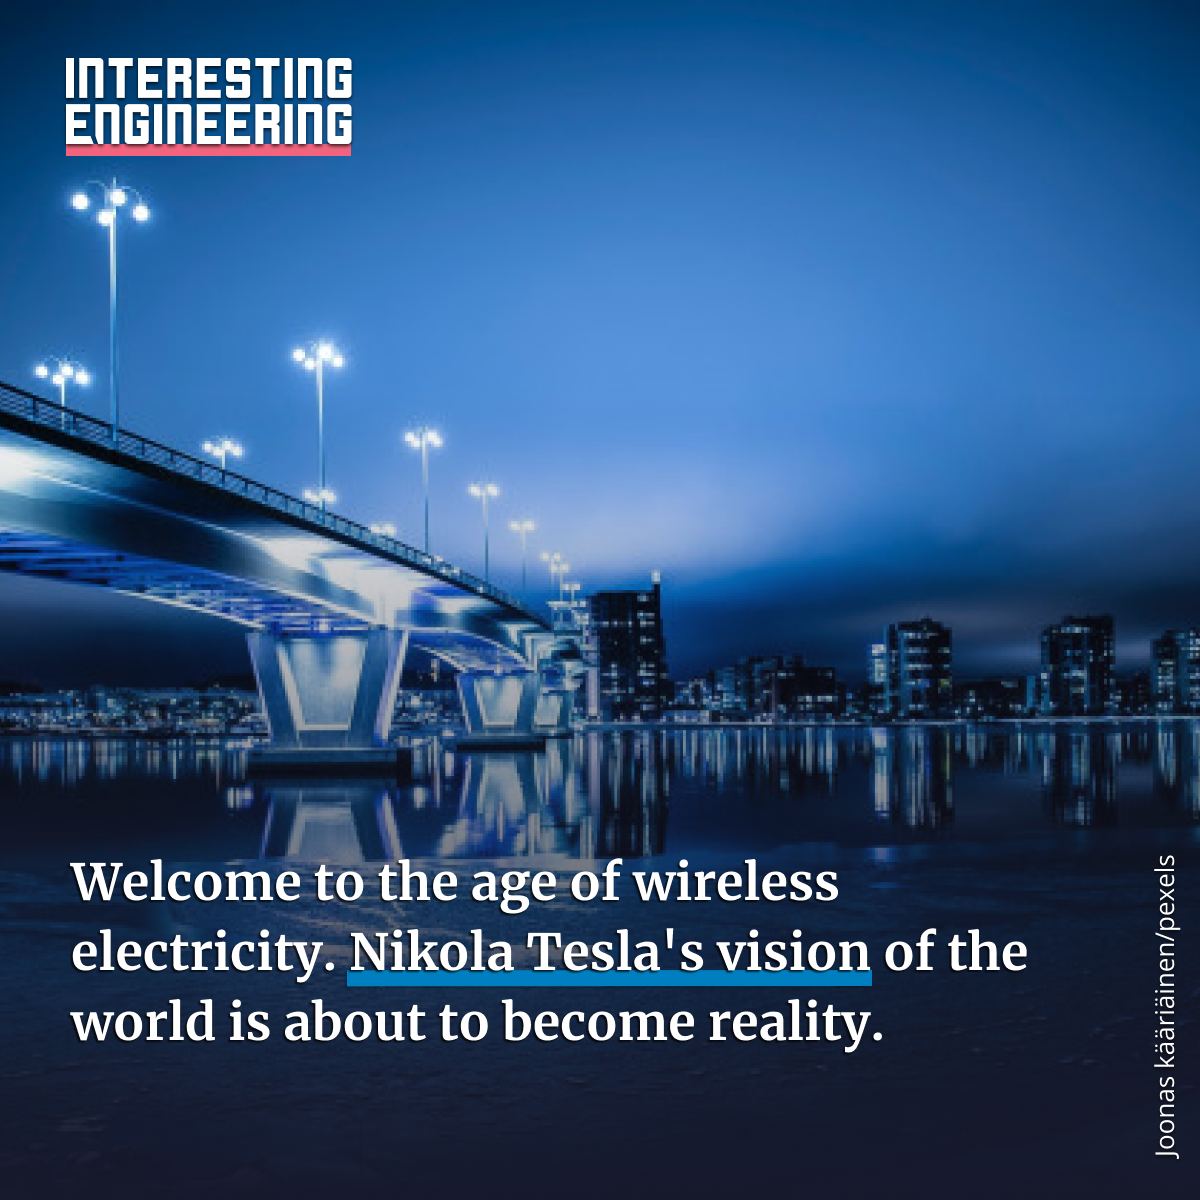 INTERESTING
ENGINEERING
Welcome to the age of wireless
electricity. Nikola Tesla's vision of the
world is about to become reality.
Joonas kääriäinen/pexels